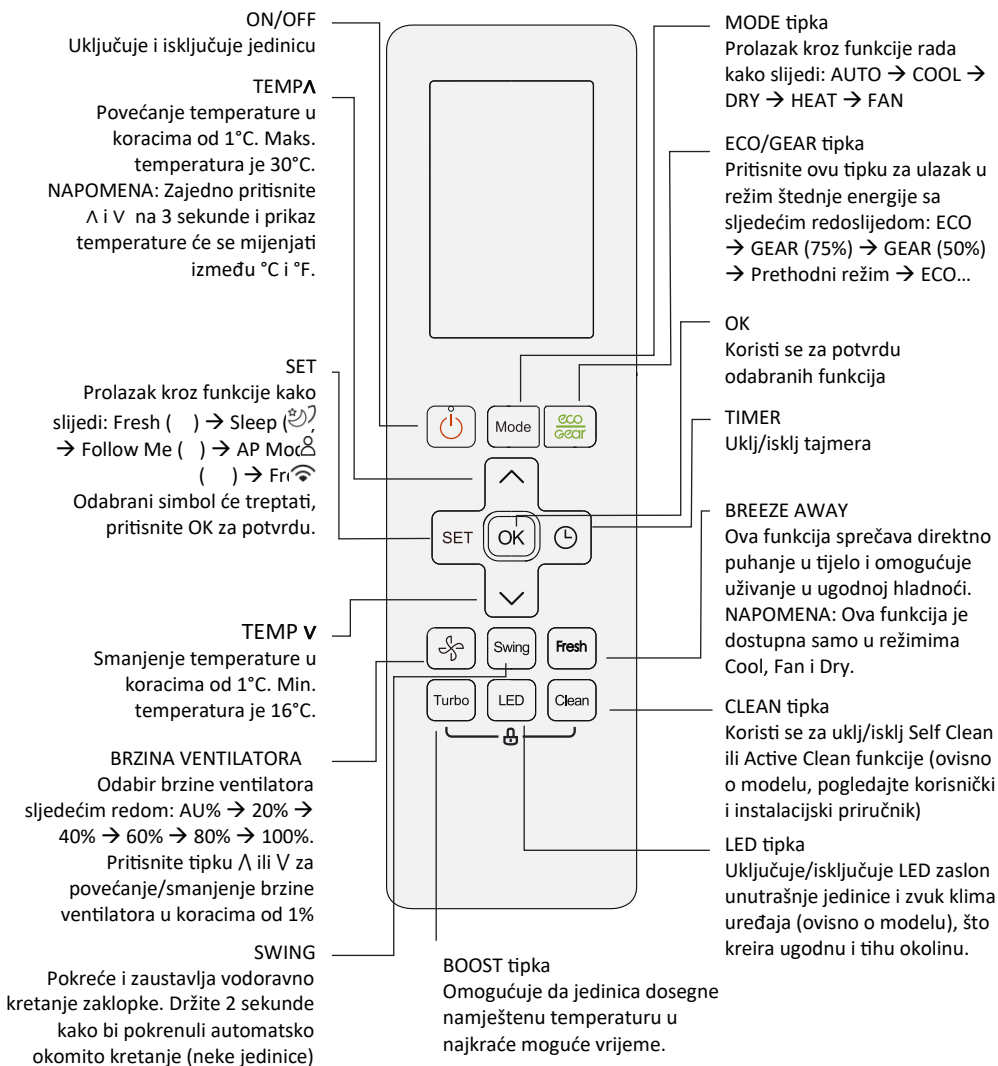 ON/OFF
Uključuje i isključuje jedinicu
TEMP∧
Povećanje temperature u
koracima od 1°C. Maks.
temperatura je 30°C.
NAPOMENA: Zajedno pritisnite
∧ i ∨ na 3 sekunde i prikaz
temperature će se mijenjati
između °C i °F.
SET
Prolazak kroz funkcije kako
slijedi: Fresh ( ) → Sleep (
→ Follow Me ( ) → AP Mod
( ) → Fr
Odabrani simbol će treptati,
pritisnite OK za potvrdu.
TEMP ∨
Smanjenje temperature u
koracima od 1°C. Min.
temperatura je 16°C.
BRZINA VENTILATORA
Odabir brzine ventilatora
sljedećim redom: AU% → 20% →
40% → 60% → 80% → 100%.
Pritisnite tipku ∧ ili ∨ za
povećanje/smanjenje brzine
ventilatora u koracima od 1%
SWING
Pokreće i zaustavlja vodoravno
kretanje zaklopke. Držite 2 sekunde
kako bi pokrenuli automatsko
okomito kretanje (neke jedinice)
Mode
eco
Gear
SET
OK
Swing
Fresh
Turbo
LED
Clean
BOOST tipka
Omogućuje da jedinica dosegne
namještenu temperaturu u
najkraće moguće vrijeme.
MODE tipka
Prolazak kroz funkcije rada
kako slijedi: AUTO → COOL →
DRY → HEAT → FAN
ECO/GEAR tipka
Pritisnite ovu tipku za ulazak u
režim štednje energije sa
sljedećim redoslijedom: ECO
→ GEAR (75%) → GEAR (50%)
→ Prethodni režim → ECO…
OK
Koristi se za potvrdu
odabranih funkcija
TIMER
Uklj/isklj tajmera
BREEZE AWAY
Ova funkcija sprečava direktno
puhanje u tijelo i omogućuje
uživanje u ugodnoj hladnoći.
NAPOMENA: Ova funkcija je
dostupna samo u režimima
Cool, Fan i Dry.
CLEAN tipka
Koristi se za uklj/isklj Self Clean
ili Active Clean funkcije (ovisno
o modelu, pogledajte korisnički
i instalacijski priručnik)
LED tipka
Uključuje/isključuje LED zaslon
unutrašnje jedinice i zvuk klima
uređaja (ovisno o modelu), što
kreira ugodnu i tihu okolinu.